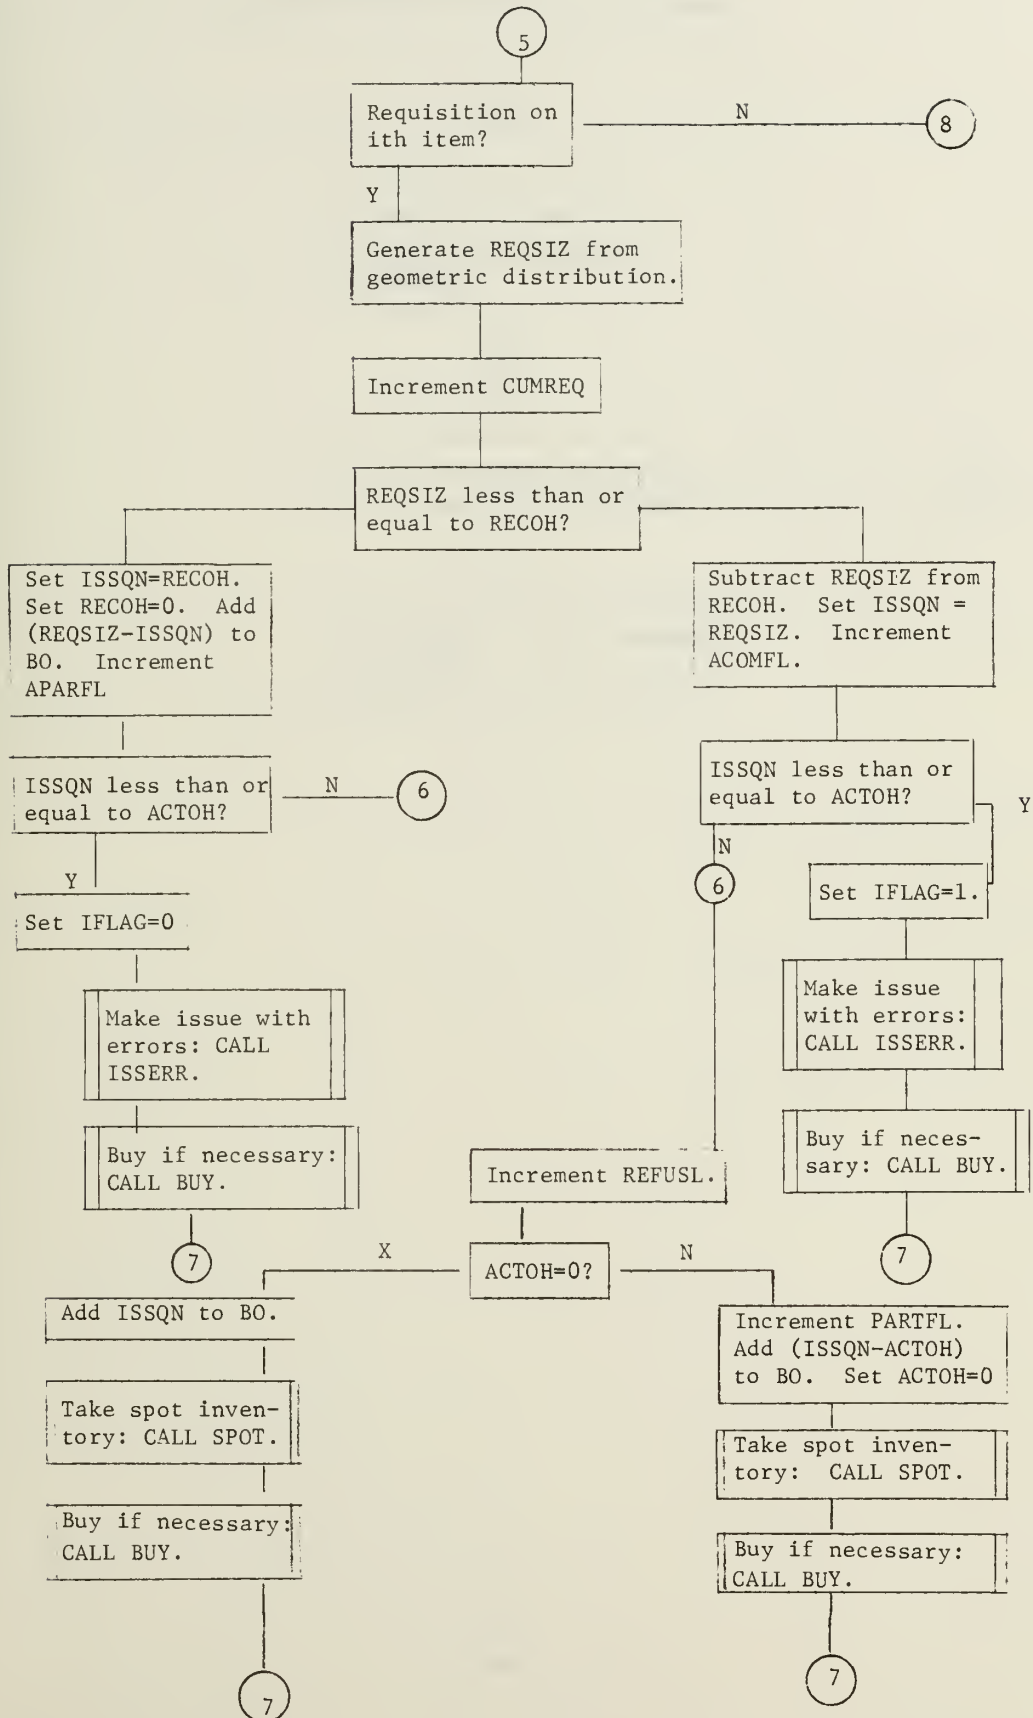 5
Requisition on
ith item?
N
8
Y
Generate REQSIZ from
geometric distribution.
Increment CUMREQ
REQSIZ less than or
equal to RECOH?
Set ISSQN=RECOH.
Set RECOH=0. Add
(REQSIZ-ISSQN) to
BO. Increment
APARFL
Subtract REQSIZ from
RECOH. Set ISSQN =
REQSIZ. Increment
ACOMFL.
ISSQN less than or
equal to ACTOH?
N
6
ISSQN less than or
equal to ACTOH?
Y
N
6
Y
Set IFLAG=0
Set IFLAG=1.
Make issue with
errors: CALL
ISSERR.
Make issue
with errors:
CALL ISSERR.
Buy if necessary:
CALL BUY.
Buy if neces-
sary: CALL BUY.
Increment REFUSL.
7
7
X
ACTOH=0?
N
Add ISSQN to BO.
Increment PARTFL.
Add (ISSQN-ACTOH)
to BO. Set ACTOH=0
Take spot inven-
tory: CALL SPOT.
Take spot inven-
tory: CALL SPOT.
Buy if necessary:
CALL BUY.
Buy if necessary:
CALL BUY.
7
7